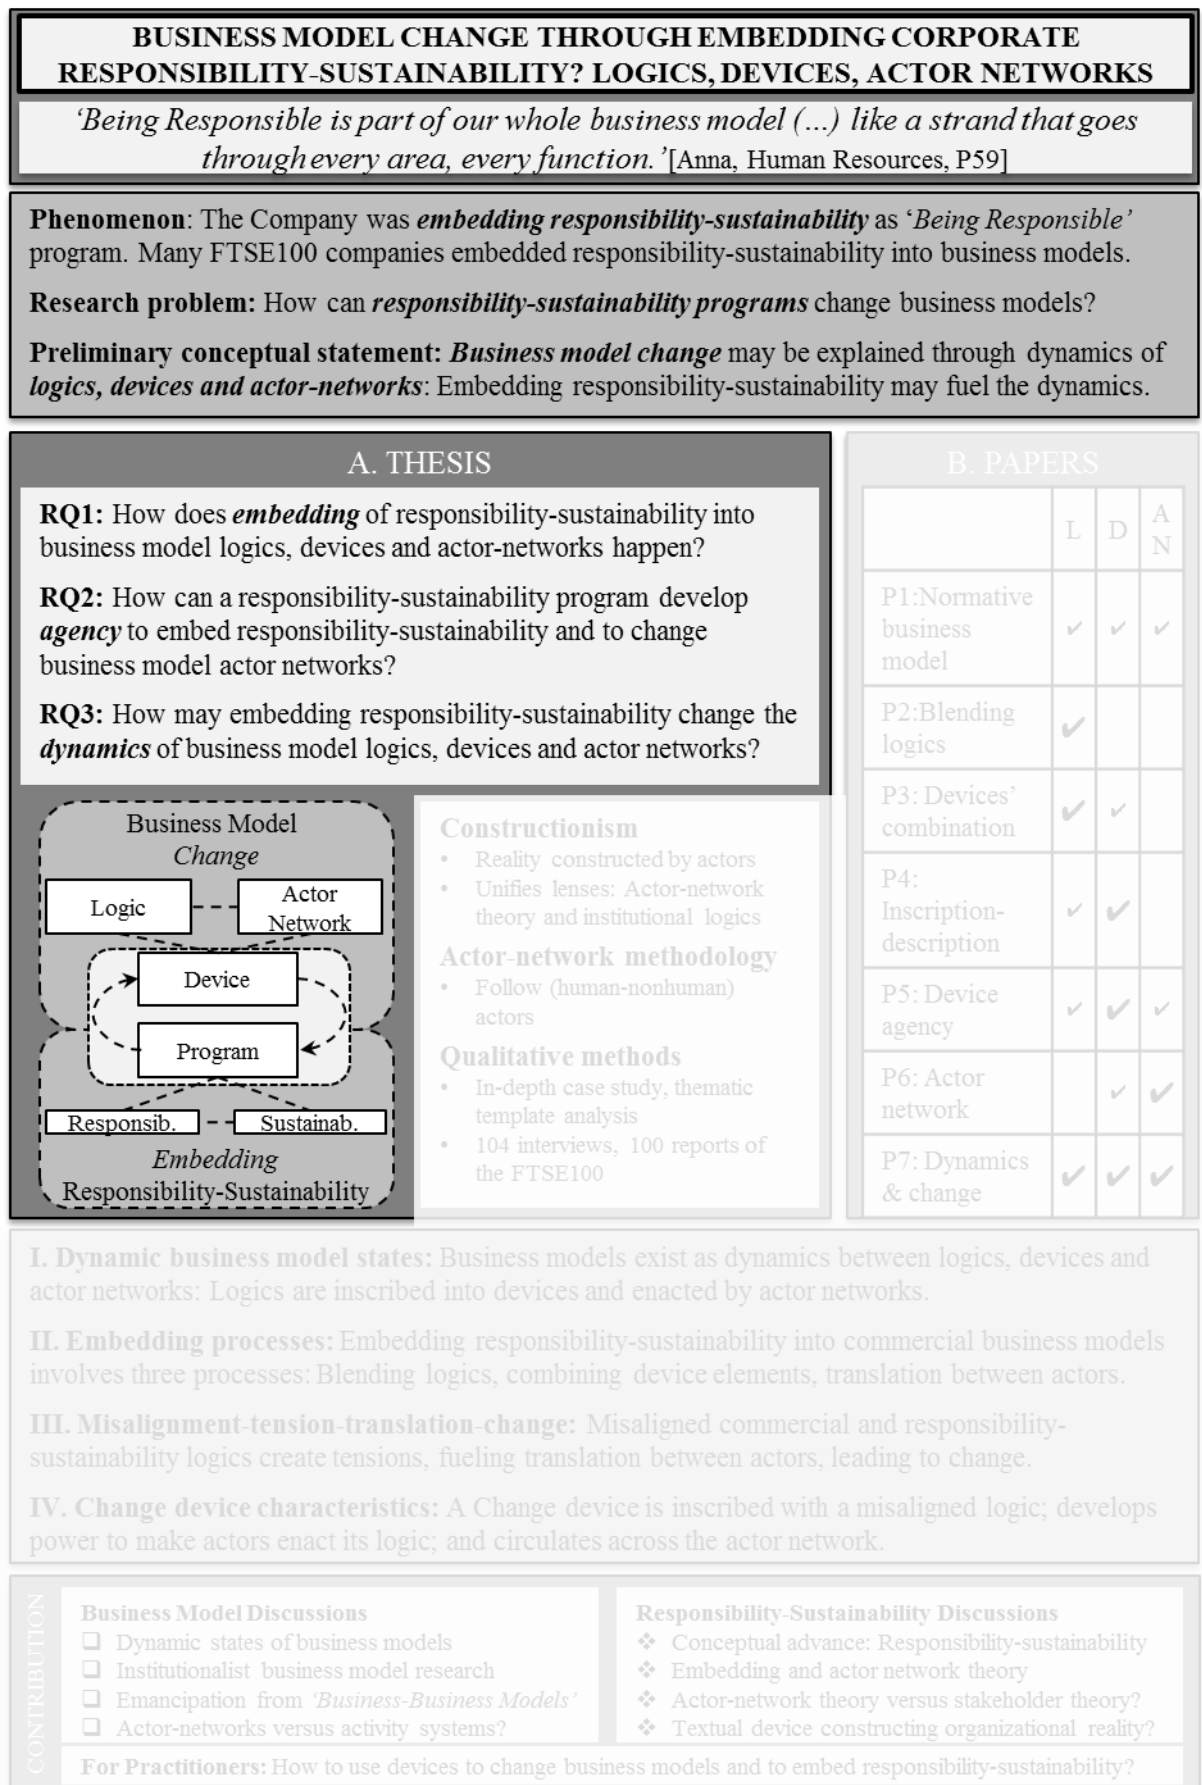 BUSINESS MODEL CHANGE THROUGH EMBEDDING CORPORATE
RESPONSIBILITY-SUSTAINABILITY? LOGICS, DEVICES, ACTOR NETWORKS
‘Being Responsible is part of our whole business model (…) like a strand that goes
through every area, every function.’ [Anna, Human Resources, P59]
Phenomenon: The Company was embedding responsibility-sustainability as ‘Being Responsible’
program. Many FTSE100 companies embedded responsibility-sustainability into business models.
Research problem: How can responsibility-sustainability programs change business models?
Preliminary conceptual statement: Business model change may be explained through dynamics of
logics, devices and actor-networks: Embedding responsibility-sustainability may fuel the dynamics.
A. THESIS
RQ1: How does embedding of responsibility-sustainability into
business model logics, devices and actor-networks happen?
RQ2: How can a responsibility-sustainability program develop
agency to embed responsibility-sustainability and to change
business model actor networks?
RQ3: How may embedding responsibility-sustainability change the
dynamics of business model logics, devices and actor networks?
Business Model
Change
Logic
Actor
Network
Device
Program
Responsib.
Sustainab.
Embedding
Responsibility-Sustainability
Constructionism
• Reality constructed by actors
• Unifies lenses: Actor-network
theory and institutional logics
Actor-network methodology
• Follow (human-nonhuman)
actors
Qualitative methods
• In-depth case study, thematic
template analysis
• 104 interviews, 100 reports of
the FTSE100
B. PAPERS
L D A
N
P1:Normative
business
model
✓ ✓ ✓
P2:Blending
logics
✓
P3: Devices’
combination
✓ ✓
P4:
Inscription-
description
✓ ✓
P5: Device
agency
✓ ✓ ✓
P6: Actor
network
✓ ✓
P7: Dynamics
& change
✓ ✓ ✓
I. Dynamic business model states: Business models exist as dynamics between logics, devices and
actor networks: Logics are inscribed into devices and enacted by actor networks.
II. Embedding processes: Embedding responsibility-sustainability into commercial business models
involves three processes: Blending logics, combining device elements, translation between actors.
III. Misalignment-tension-translation-change: Misaligned commercial and responsibility-
sustainability logics create tensions, fueling translation between actors, leading to change.
IV. Change device characteristics: A Change device is inscribed with a misaligned logic; develops
power to make actors enact its logic; and circulates across the actor network.
CONTRIBUTION
Business Model Discussions
❑ Dynamic states of business models
❑ Institutionalist business model research
❑ Emancipation from ‘Business-Business Models’
❑ Actor-networks versus activity systems?
Responsibility-Sustainability Discussions
❖ Conceptual advance: Responsibility-sustainability
❖ Embedding and actor network theory
❖ Actor-network theory versus stakeholder theory?
❖ Textual device constructing organizational reality?
For Practitioners: How to use devices to change business models and to embed responsibility-sustainability?